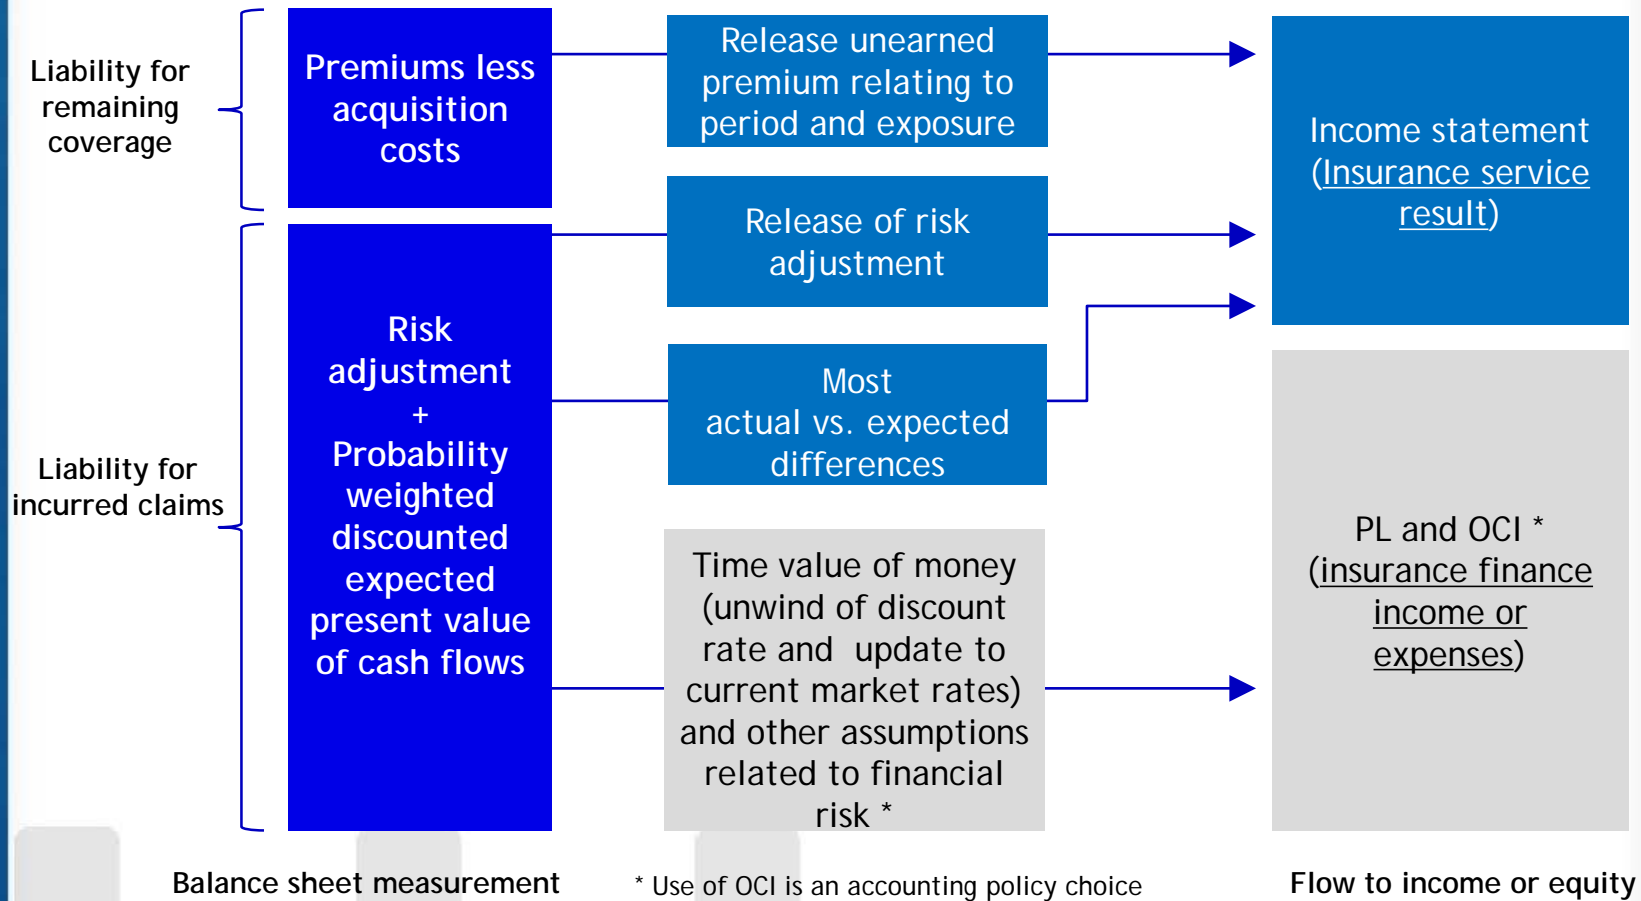 Liability for
remaining
coverage
Premiums less
acquisition
costs
Release unearned
premium relating to
period and exposure
Income statement
(Insurance service
result)
Release of risk
adjustment
Liability for
incurred claims
Risk
adjustment
+
Probability
weighted
discounted
expected
present value
of cash flows
Most
actual vs. expected
differences
Time value of money
(unwind of discount
rate and update to
current market rates)
and other assumptions
related to financial
risk *
PL and OCI *
(insurance finance
income or
expenses)
Balance sheet measurement
* Use of OCI is an accounting policy choice
Flow to income or equity